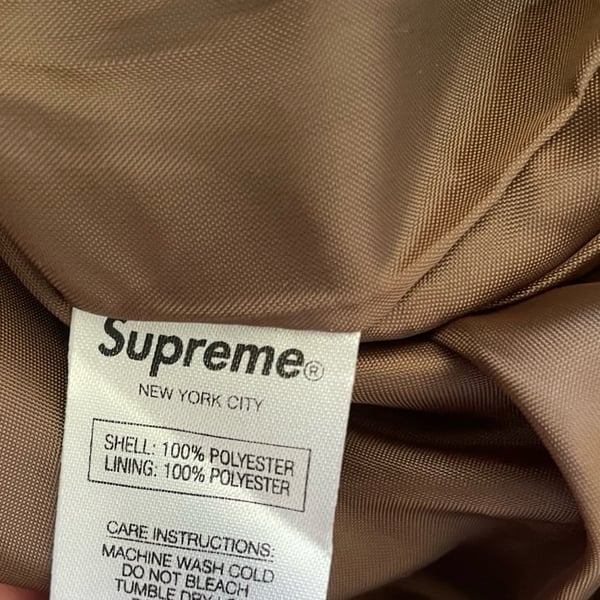 Supreme®
NEW YORK CITY
SHELL: 100% POLYESTER
LINING: 100% POLYESTER
CARE INSTRUCTIONS:
MACHINE WASH COLD
DO NOT BLEACH
TUMBLE DRY